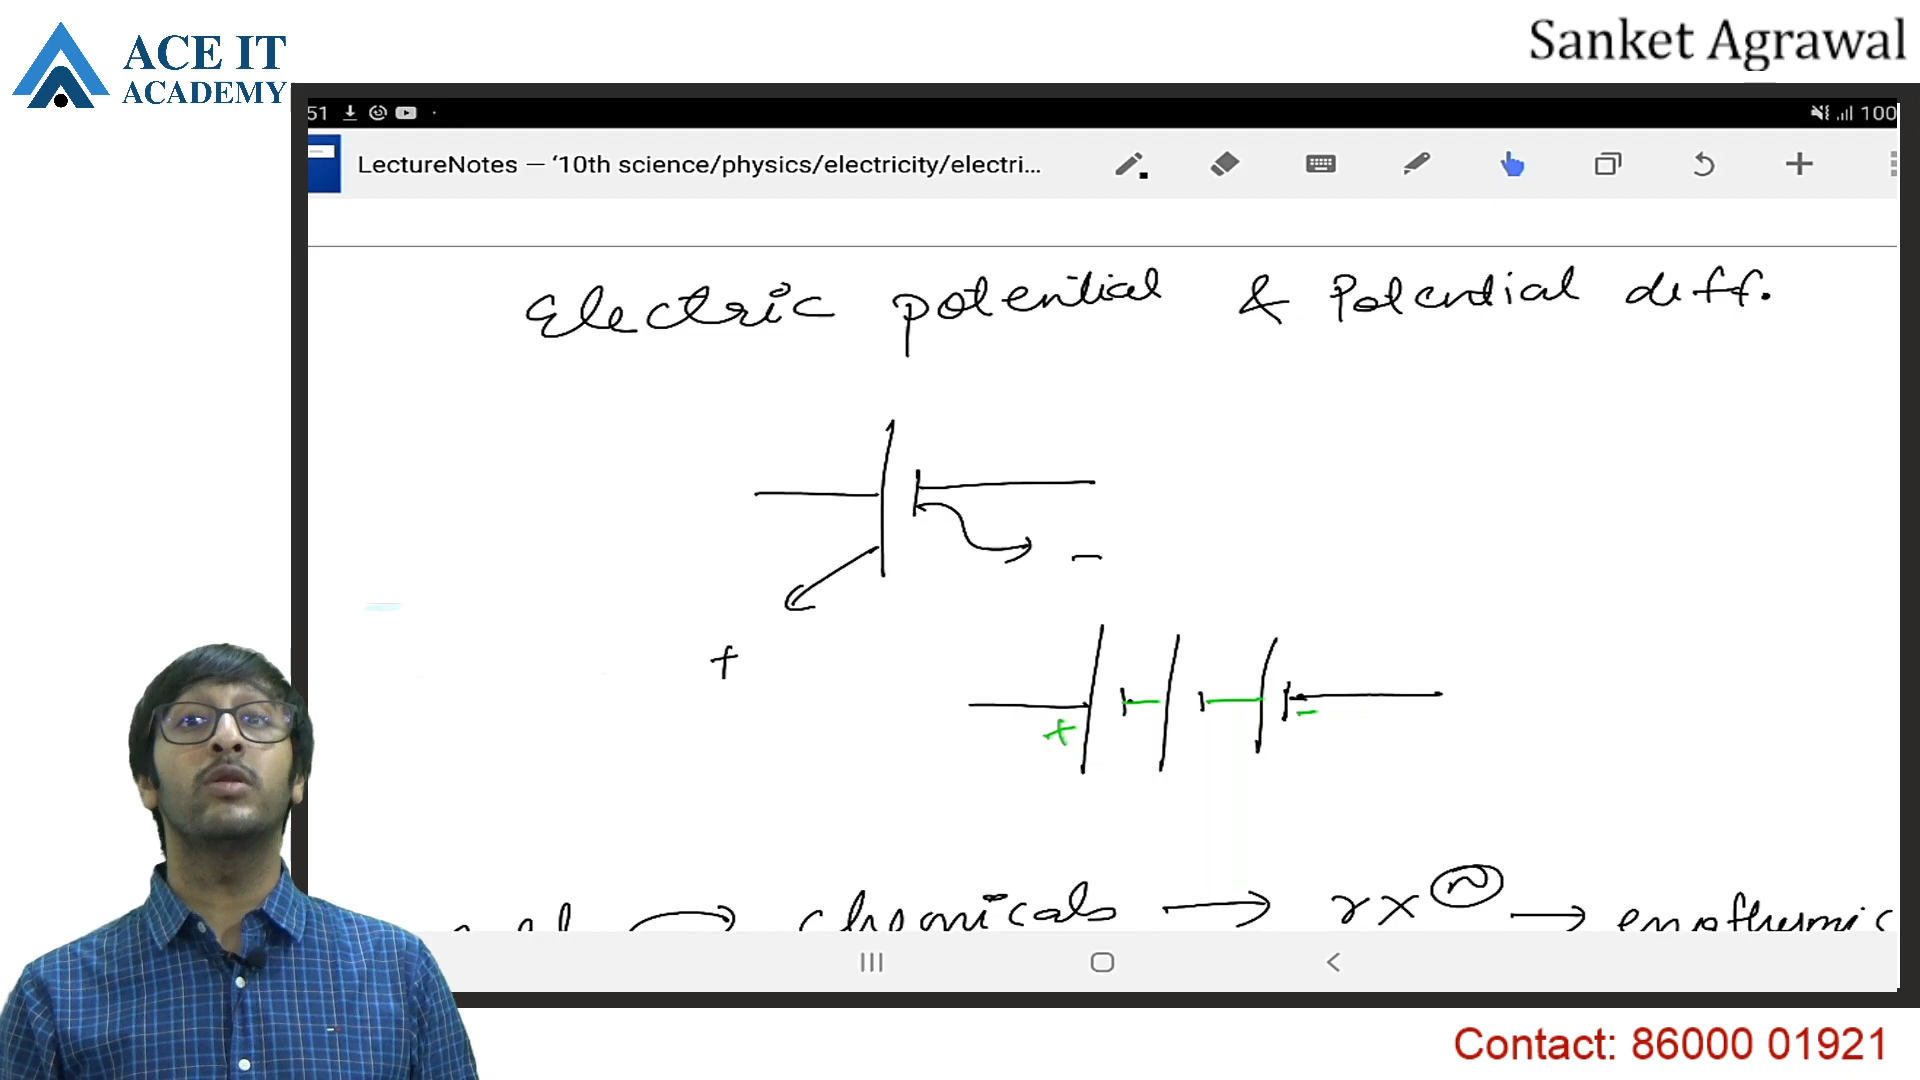 ACE IT
ACADEMY
Sanket Agrawal
51
100
LectureNotes — ‘10th science/physics/electricity/electri...
Electric potential & Potential diff.
−
+
+
−
chemicals → rx ⁿ →
Contact: 86000 01921